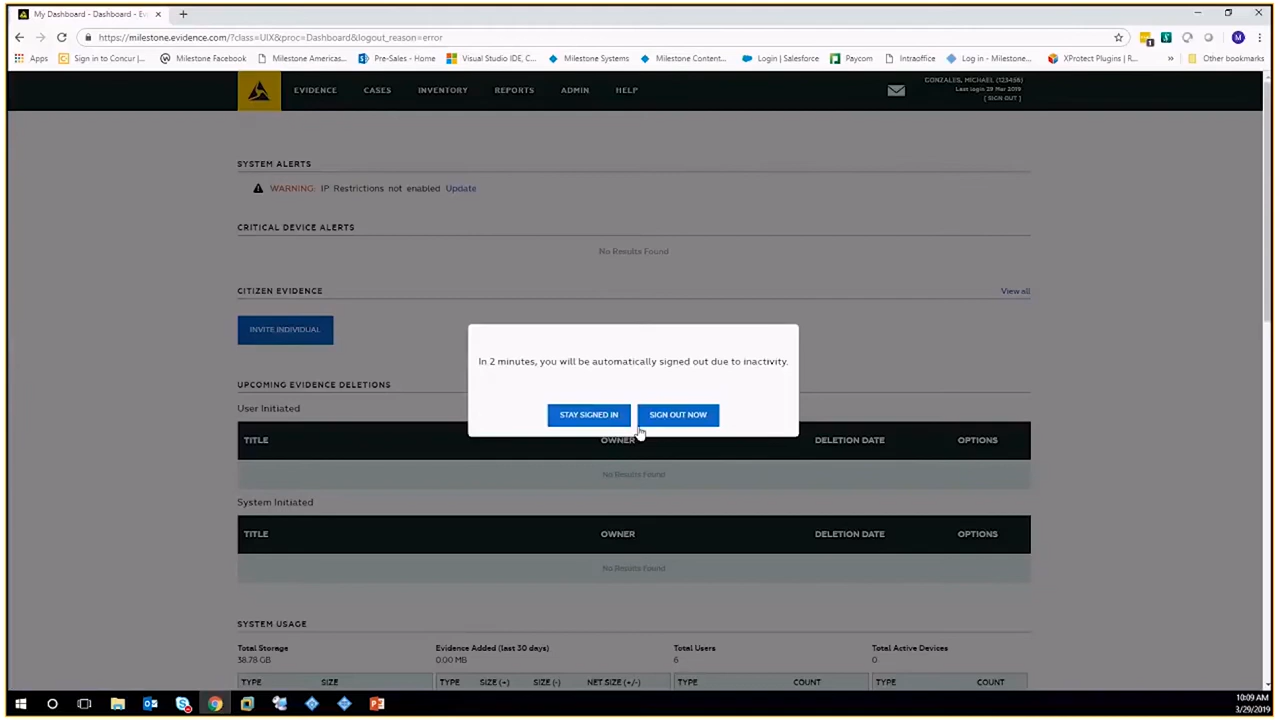 My Dashboard - Dashboard - Ev
https://milestone.evidence.com/?class=UIX&proc=Dashboard&logout_reason=error
Apps Sign in to Concur |... Milestone Facebook Milestone Americas... Pre-Sales - Home Visual Studio IDE, C... Milestone Systems Milestone Content... Login | Salesforce Paycom Intraoffice Log in - Milestone... XProtect Plugins | R... » Other bookmarks
EVIDENCE CASES INVENTORY REPORTS ADMIN HELP
GONZALES, MICHAEL (123456)
Last login 29 Mar 2019
[ SIGN OUT ]
SYSTEM ALERTS
WARNING: IP Restrictions not enabled Update
CRITICAL DEVICE ALERTS
No Results Found
CITIZEN EVIDENCE View all
INVITE INDIVIDUAL
In 2 minutes, you will be automatically signed out due to inactivity.
STAY SIGNED IN SIGN OUT NOW
UPCOMING EVIDENCE DELETIONS
User Initiated
TITLE OWNER DELETION DATE OPTIONS
No Results Found
System Initiated
TITLE OWNER DELETION DATE OPTIONS
No Results Found
SYSTEM USAGE
Total Storage Evidence Added (last 30 days) Total Users Total Active Devices
38.78 GB 0.00 MB 6 0
TYPE SIZE TYPE SIZE (+) SIZE (-) NET SIZE (+/-) TYPE COUNT TYPE COUNT
10:09 AM
3/29/2019